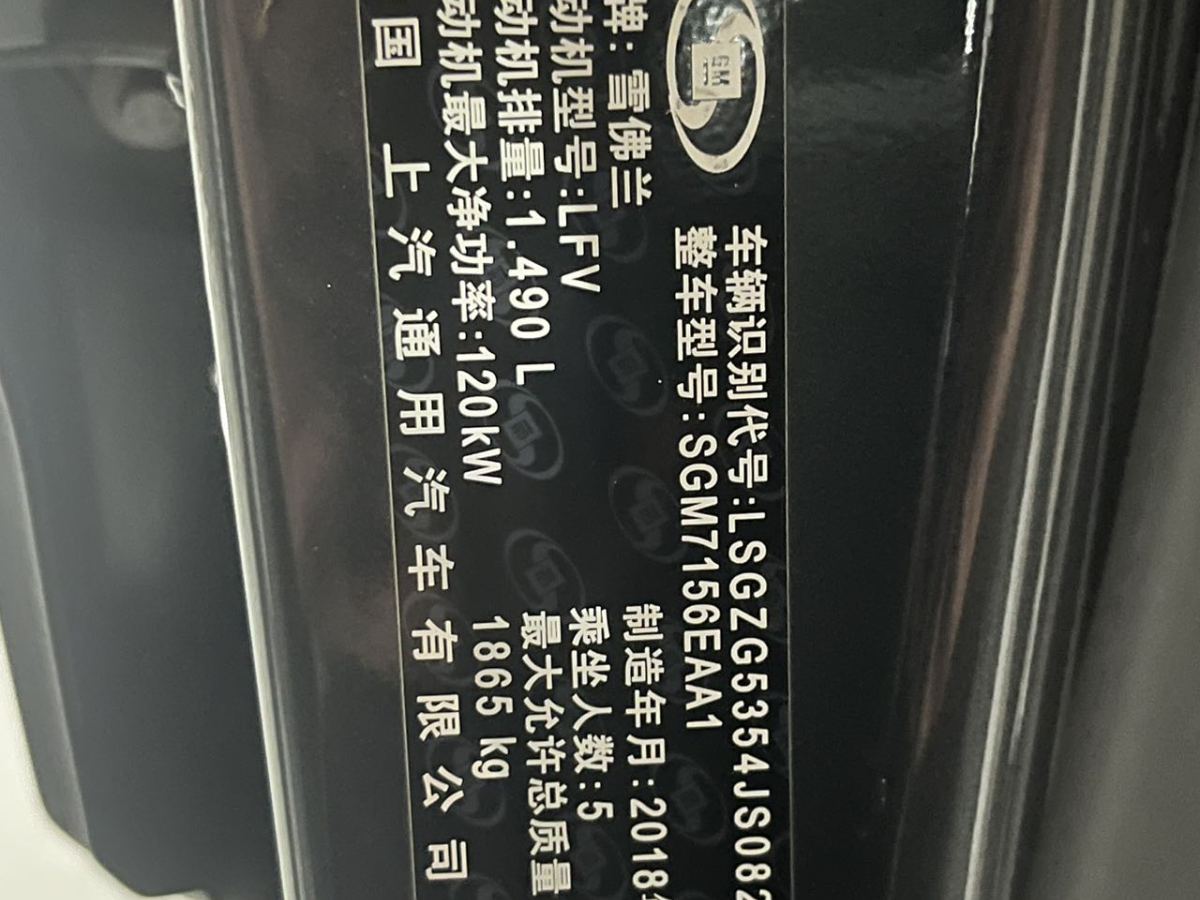 GM
车辆识别代号:LSGZG5354JS082
整车型号:SGM7156EAA1
牌:雪佛兰
制造年月:2018
动机型号:LFV
乘坐人数:5
动机排量:1.490 L
最大允许总质量
动机最大净功率:120kW
1865 kg
国 上汽通用汽车有限公司